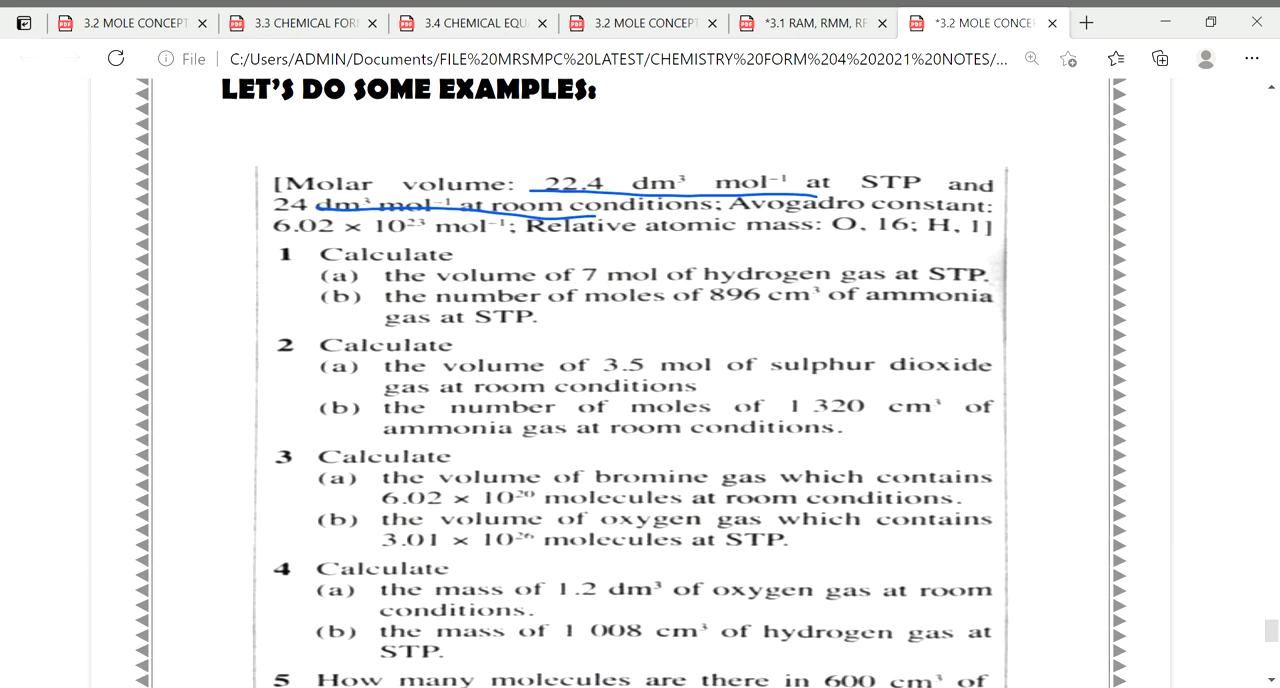 3.2 MOLE CONCEPT
3.3 CHEMICAL FOR
3.4 CHEMICAL EQU
3.2 MOLE CONCEPT
*3.1 RAM, RMM, RF
*3.2 MOLE CONCE
File C:/Users/ADMIN/Documents/FILE%20MRSMPC%20LATEST/CHEMISTRY%20FORM%204%202021%20NOTES/...
LET'S DO SOME EXAMPLES:
[Molar volume: 22.4 dm³ mol⁻¹ at STP and
24 dm³ mol⁻¹ at room conditions; Avogadro constant:
6.02 × 10²³ mol⁻¹; Relative atomic mass: O, 16; H, 1]
1 Calculate
(a) the volume of 7 mol of hydrogen gas at STP.
(b) the number of moles of 896 cm³ of ammonia
gas at STP.
2 Calculate
(a) the volume of 3.5 mol of sulphur dioxide
gas at room conditions
(b) the number of moles of 1 320 cm³ of
ammonia gas at room conditions.
3 Calculate
(a) the volume of bromine gas which contains
6.02 × 10²⁰ molecules at room conditions.
(b) the volume of oxygen gas which contains
3.01 × 10²⁶ molecules at STP.
4 Calculate
(a) the mass of 1.2 dm³ of oxygen gas at room
conditions.
(b) the mass of 1 008 cm³ of hydrogen gas at
STP.
5 How many molecules are there in 600 cm³ of